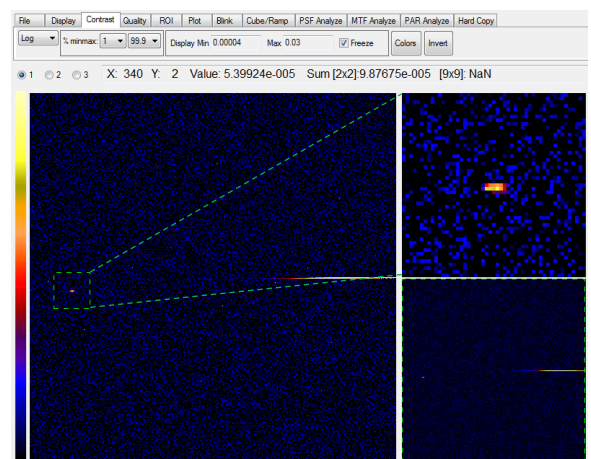 File Display Contrast Quality ROI Plot Blink Cube/Ramp PSF Analyze MTF Analyze PAR Analyze Hard Copy
Log % minmax: 1 99.9 Display Min 0.00004 Max 0.03 Freeze Colors Invert
1 2 3 X: 340 Y: 2 Value: 5.39924e-005 Sum [2x2]:9.87675e-005 [9x9]: NaN